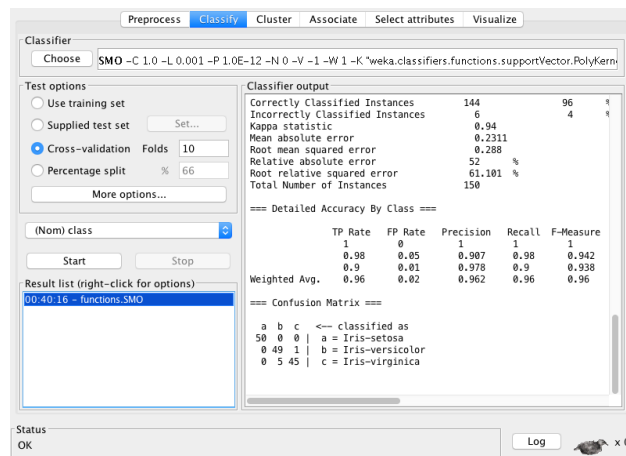 Preprocess Classify Cluster Associate Select attributes Visualize
Classifier
Choose SMO -C 1.0 -L 0.001 -P 1.0E-12 -N 0 -V -1 -W 1 -K "weka.classifiers.functions.supportVector.PolyKerne
Test options
Use training set
Supplied test set Set...
Cross-validation Folds 10
Percentage split % 66
More options...
(Nom) class
Start Stop
Result list (right-click for options)
00:40:16 - functions.SMO
Classifier output
Correctly Classified Instances 144 96 %
Incorrectly Classified Instances 6 4 %
Kappa statistic 0.94
Mean absolute error 0.2311
Root mean squared error 0.288
Relative absolute error 52 %
Root relative squared error 61.101 %
Total Number of Instances 150
=== Detailed Accuracy By Class ===
TP Rate FP Rate Precision Recall F-Measure
1 0 1 1 1
0.98 0.05 0.907 0.98 0.942
0.9 0.01 0.978 0.9 0.938
Weighted Avg. 0.96 0.02 0.962 0.96 0.96
=== Confusion Matrix ===
a b c <-- classified as
50 0 0 | a = Iris-setosa
0 49 1 | b = Iris-versicolor
0 5 45 | c = Iris-virginica
Status
OK
Log
x